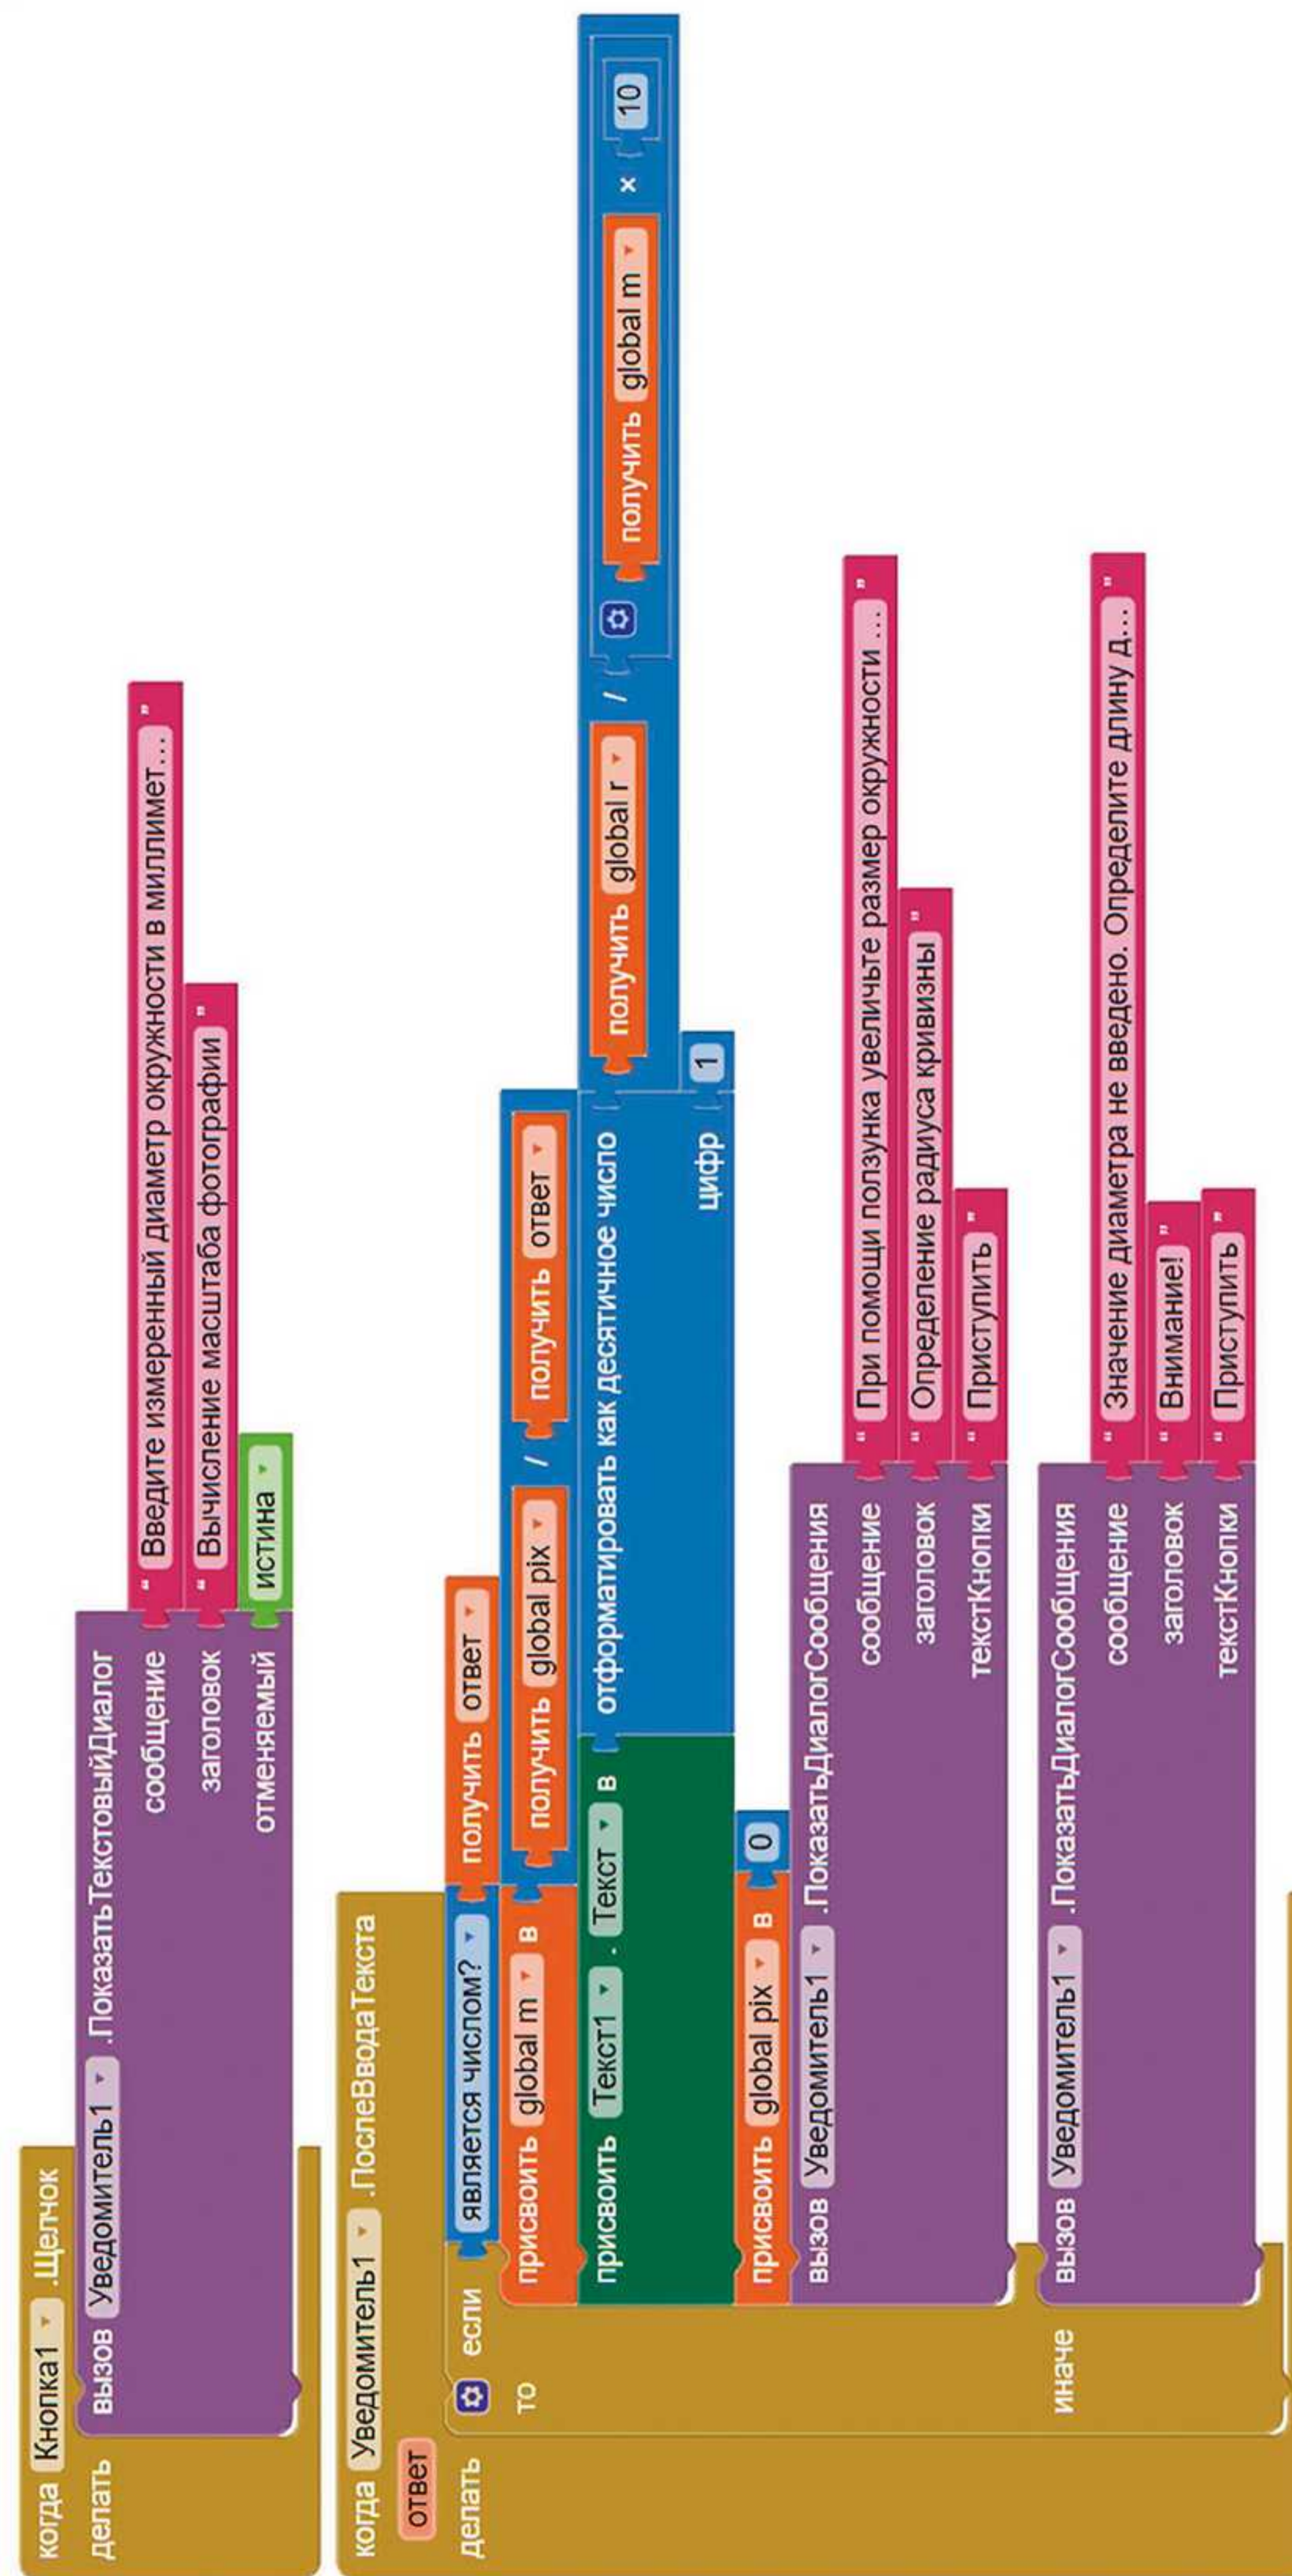 когда Кнопка1 .Щелчок
делать вызов Уведомитель1 .ПоказатьТекстовыйДиалог
сообщение “ Введите измеренный диаметр окружности в миллимет... ”
заголовок “ Вычисление масштаба фотографии ”
отменяемый истина
когда Уведомитель1 .ПослеВводаТекста
ответ
делать если является числом? получить ответ
то присвоить global m в получить global pix / получить ответ
присвоить Текст1 . Текст в отформатировать как десятичное число получить global r / получить global m × 10
цифр 1
присвоить global pix в 0
вызов Уведомитель1 .ПоказатьДиалогСообщения
сообщение “ При помощи ползунка увеличьте размер окружности ... ”
заголовок “ Определение радиуса кривизны ”
текстКнопки “ Приступить ”
иначе вызов Уведомитель1 .ПоказатьДиалогСообщения
сообщение “ Значение диаметра не введено. Определите длину д... ”
заголовок “ Внимание! ”
текстКнопки “ Приступить ”